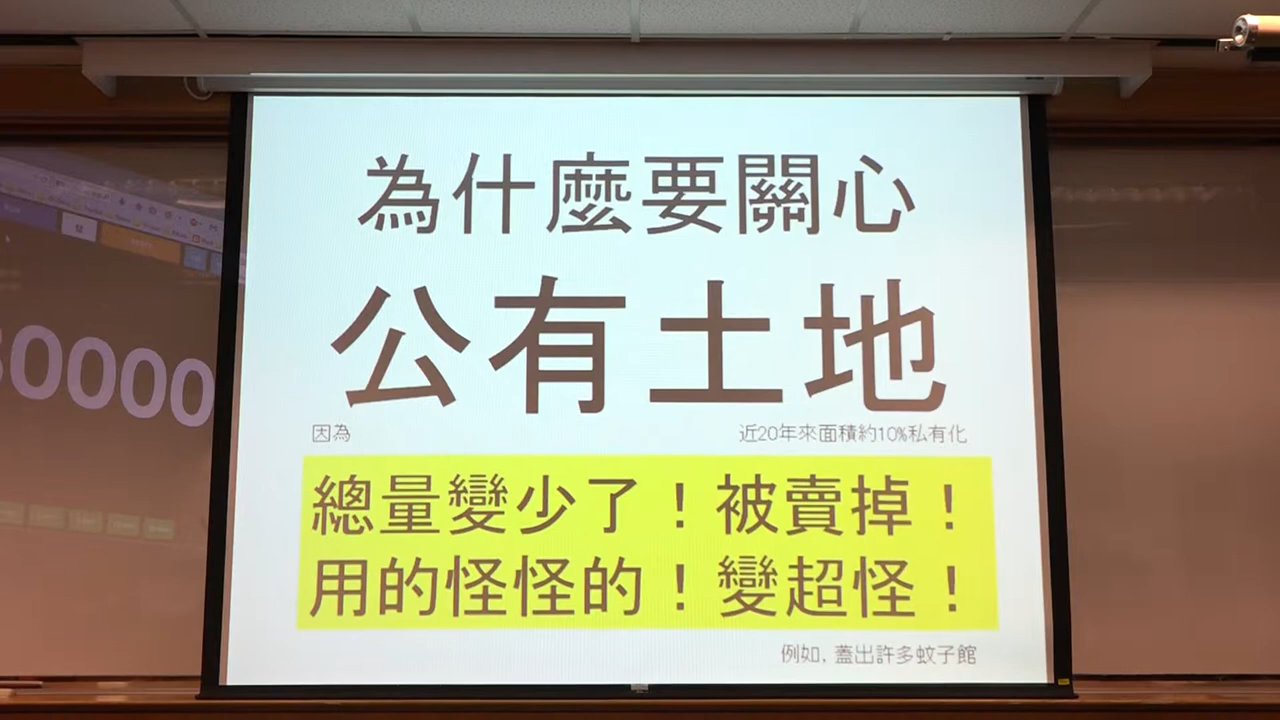 為什麼要關心
公有土地
因為
近20年來面積約10%私有化
總量變少了！被賣掉！
用的怪怪的！變超怪！
例如, 蓋出許多蚊子館
0000